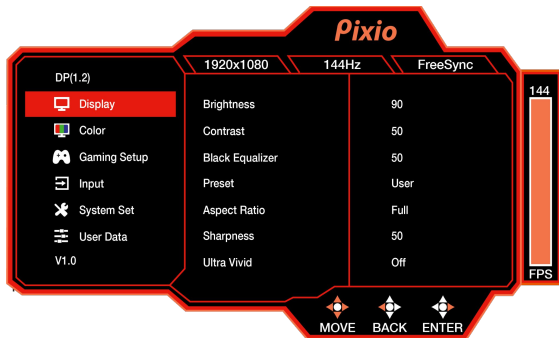 Pixio
1920x1080 144Hz FreeSync
DP(1.2)
144
Display
Color
Gaming Setup
Input
System Set
User Data
V1.0
Brightness 90
Contrast 50
Black Equalizer 50
Preset User
Aspect Ratio Full
Sharpness 50
Ultra Vivid Off
FPS
MOVE BACK ENTER